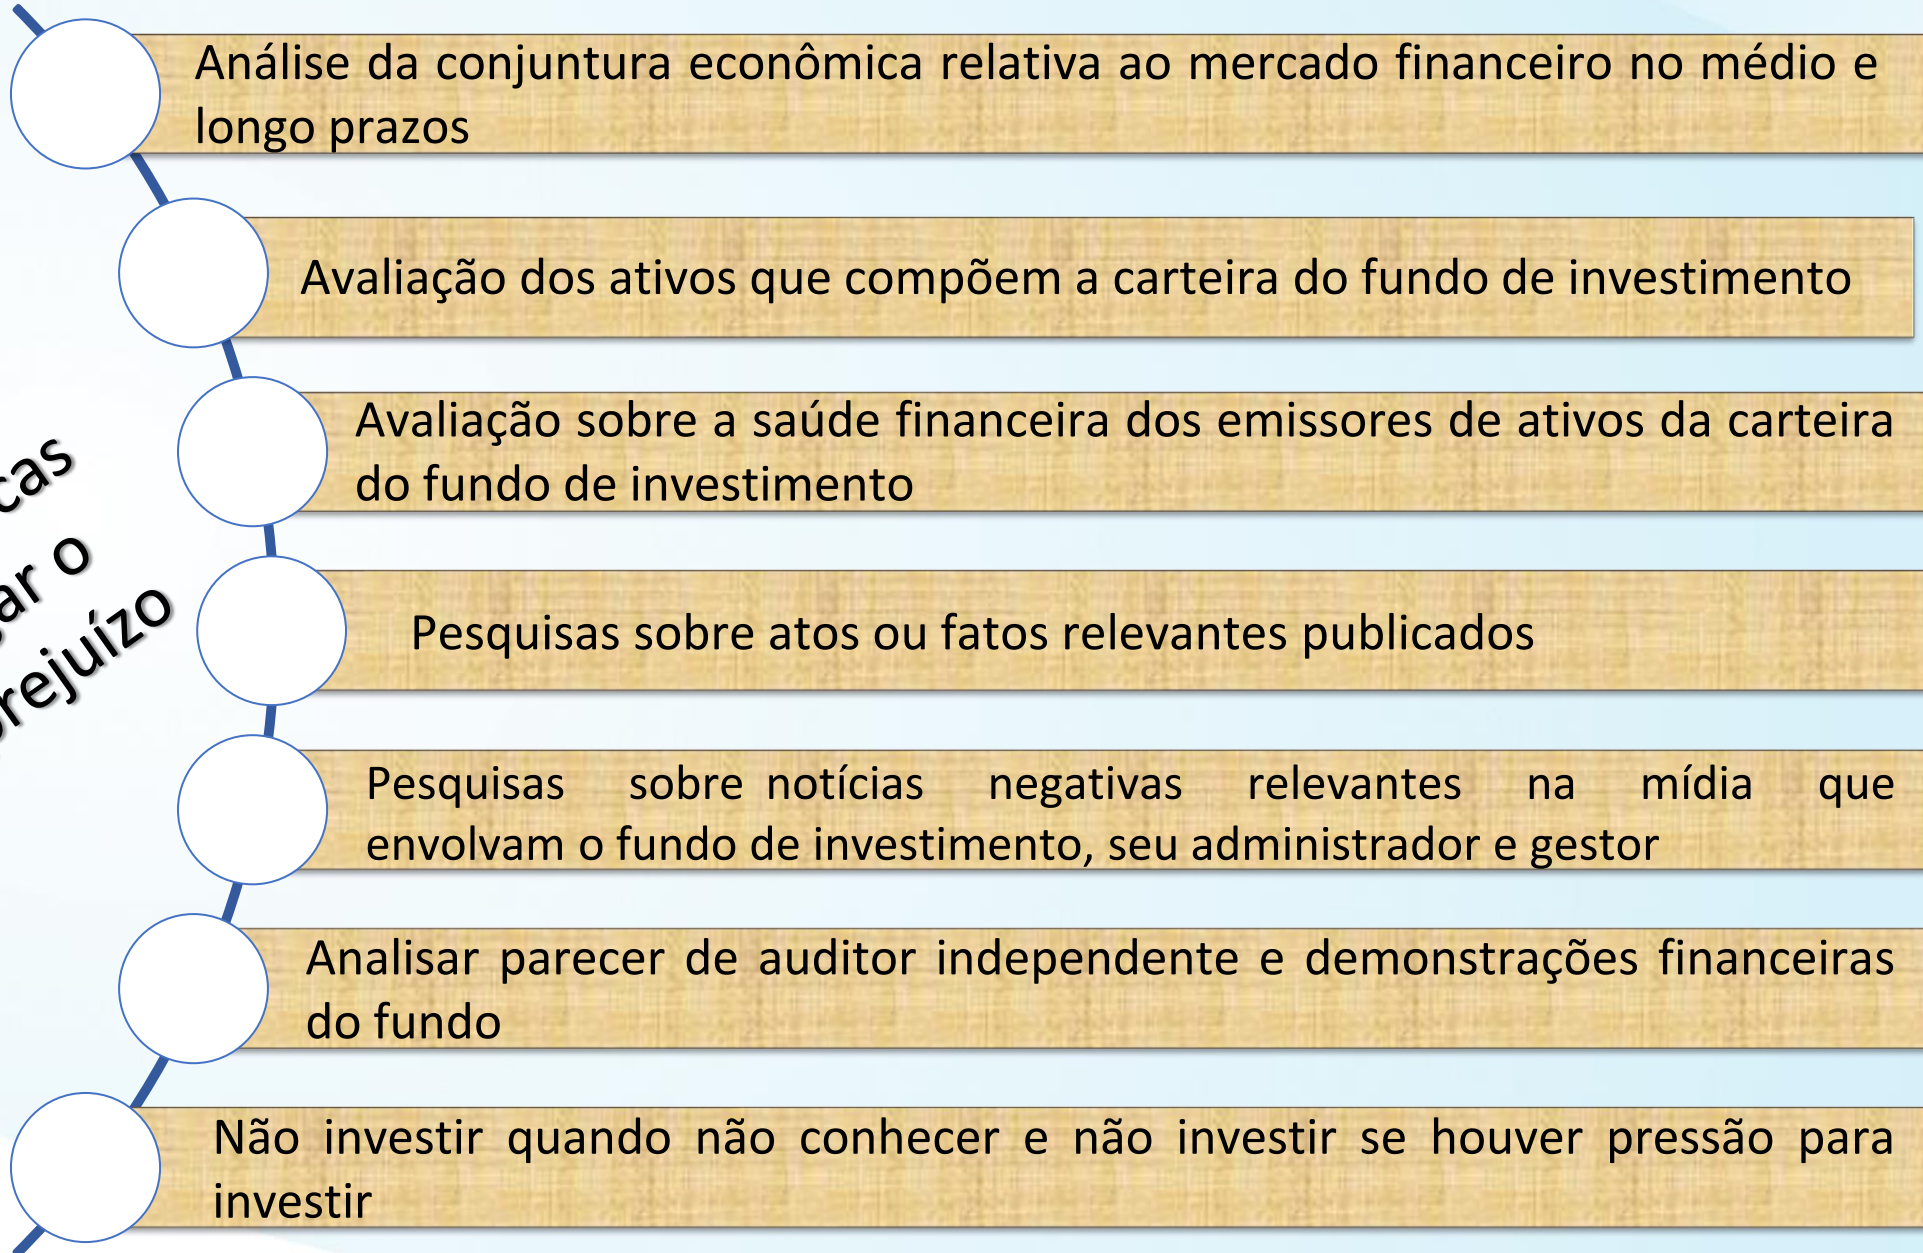 Análise da conjuntura econômica relativa ao mercado financeiro no médio e
longo prazos
Avaliação dos ativos que compõem a carteira do fundo de investimento
Avaliação sobre a saúde financeira dos emissores de ativos da carteira
do fundo de investimento
Pesquisas sobre atos ou fatos relevantes publicados
Pesquisas sobre notícias negativas relevantes na mídia que
envolvam o fundo de investimento, seu administrador e gestor
Analisar parecer de auditor independente e demonstrações financeiras
do fundo
Não investir quando não conhecer e não investir se houver pressão para
investir
o